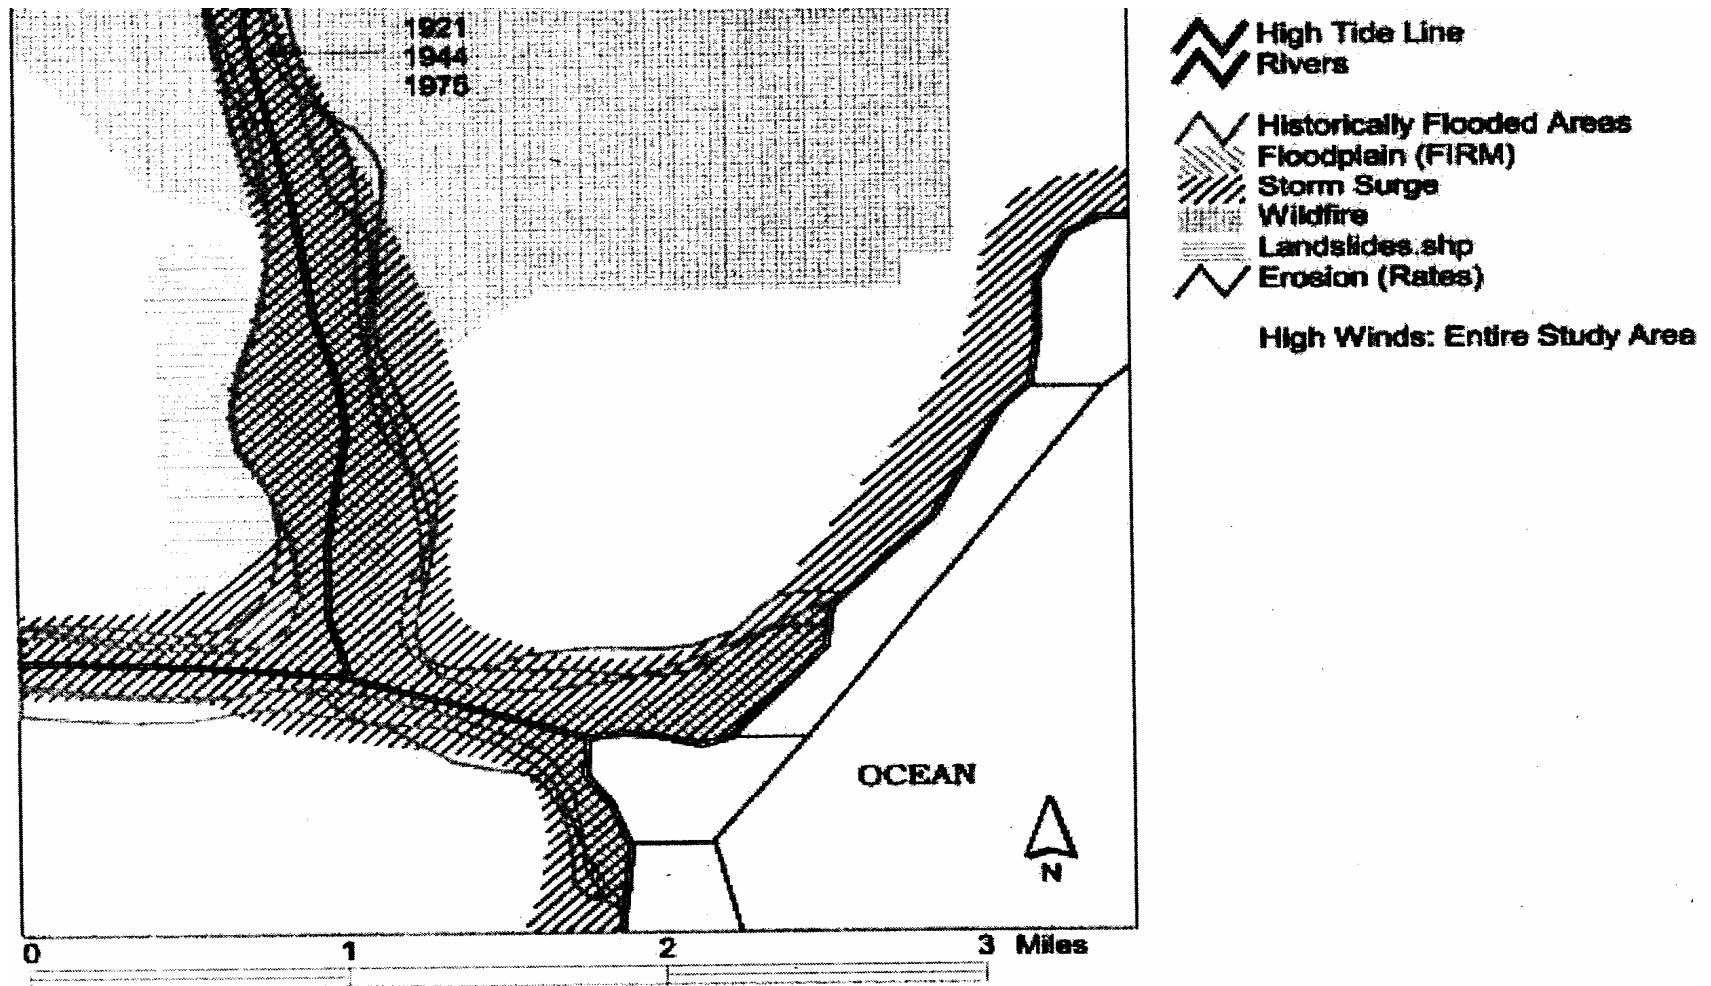 1921
1944
1975
High Tide Line
Rivers
Historically Flooded Areas
Floodplain (FIRM)
Storm Surge
Wildfire
Landslides.shp
Erosion (Rates)
High Winds: Entire Study Area
OCEAN
N
0 1 2 3 Miles